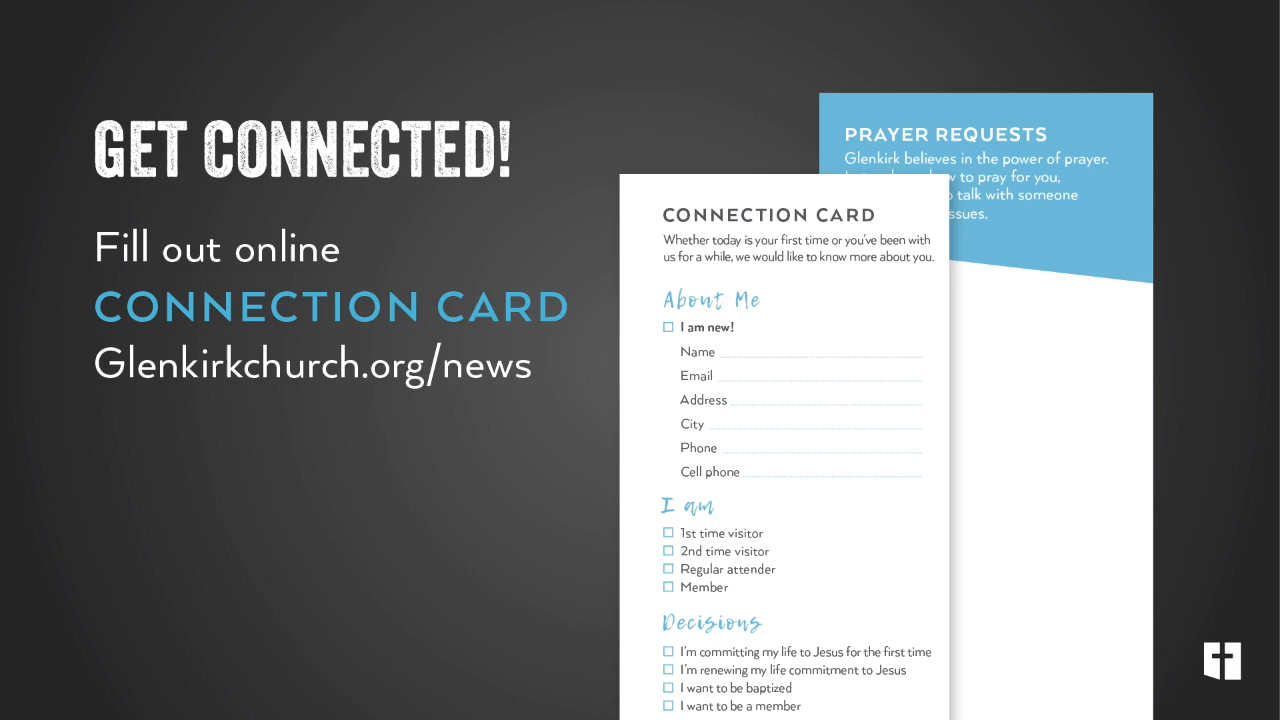 GET CONNECTED!
Fill out online
CONNECTION CARD
Glenkirkchurch.org/news
PRAYER REQUESTS
Glenkirk believes in the power of prayer.
to pray for you,
talk with someone
CONNECTION CARD
Whether today is your first time or you've been with
us for a while, we would like to know more about you.
About Me
I am new!
Name
Email
Address
City
Phone
Cell phone
I am
1st time visitor
2nd time visitor
Regular attender
Member
Decisions
I'm committing my life to Jesus for the first time
I'm renewing my life commitment to Jesus
I want to be baptized
I want to be a member